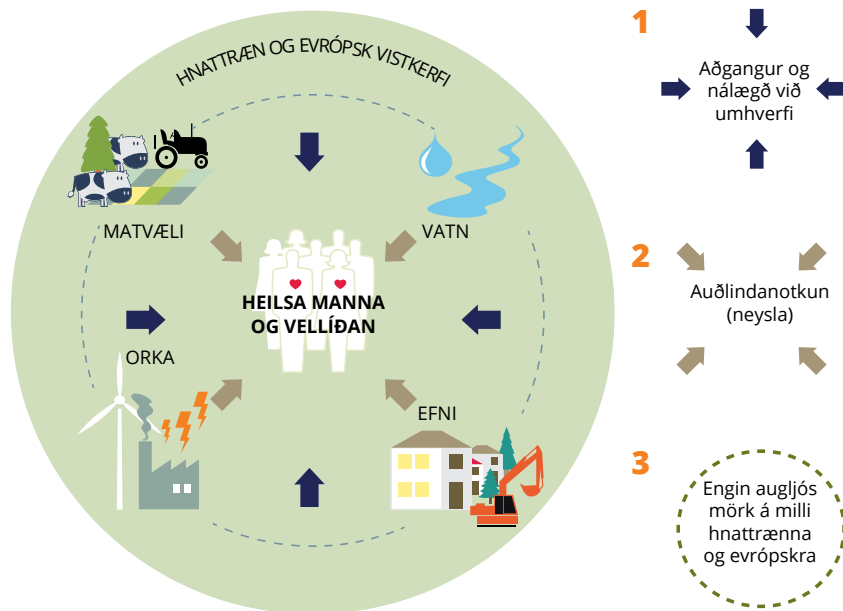 HNATTRÆN OG EVRÓPSK VISTKERFI
MATVÆLI
VATN
HEILSA MANNA
OG VELLÍÐAN
ORKA
EFNI
1
Aðgangur og
nálægð við
umhverfi
2
Auðlindanotkun
(neysla)
3
Engin augljós
mörk á milli
hnattrænna
og evrópskra